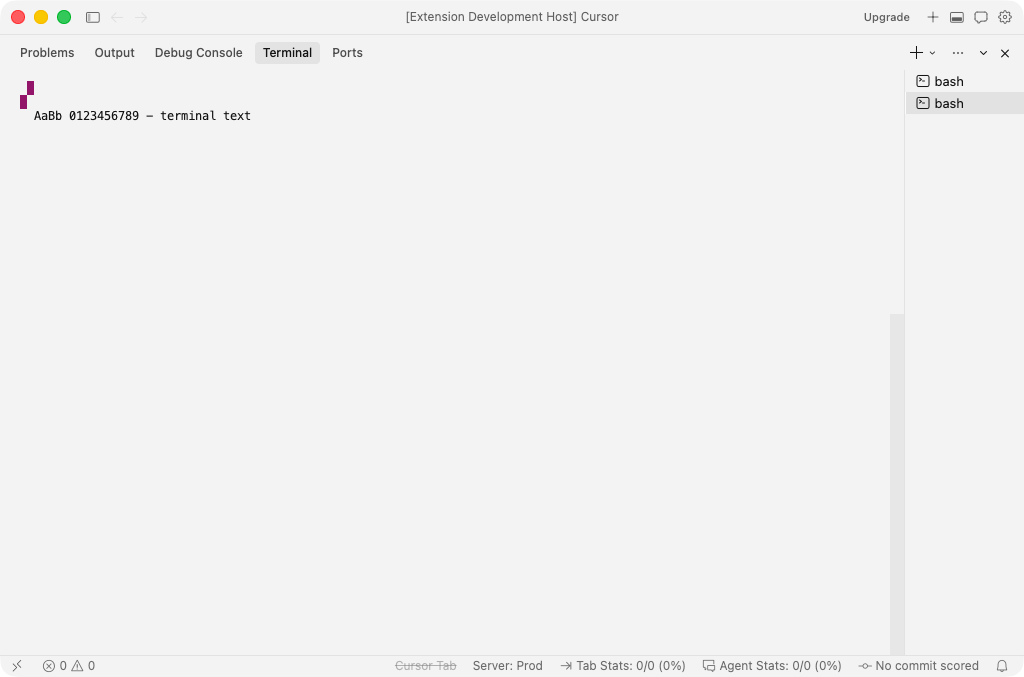 [Extension Development Host] Cursor
Upgrade
Problems Output Debug Console Terminal Ports
bash
bash
AaBb 0123456789 – terminal text
0 0 Cursor Tab Server: Prod Tab Stats: 0/0 (0%) Agent Stats: 0/0 (0%) No commit scored